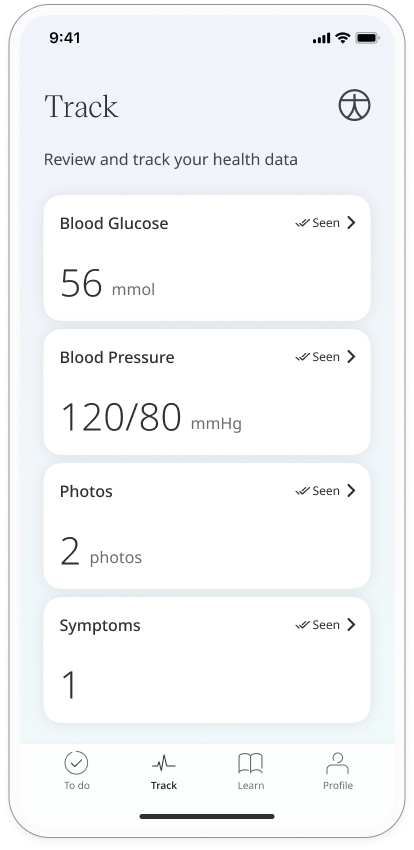 9:41
Track
Review and track your health data
Blood Glucose
Seen
56 mmol
Blood Pressure
Seen
120/80 mmHg
Photos
Seen
2 photos
Symptoms
Seen
1
To do
Track
Learn
Profile